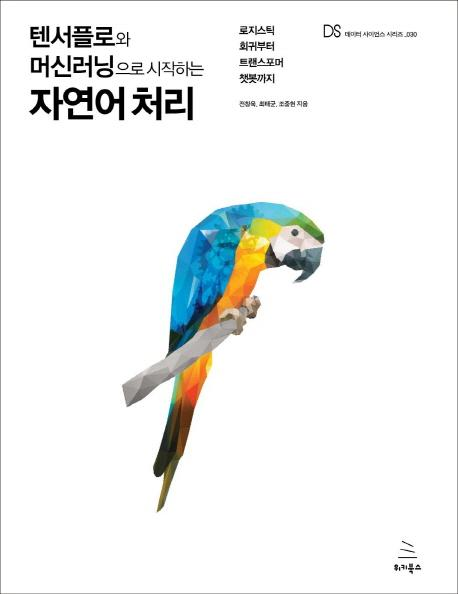 텐서플로와
머신러닝으로 시작하는
자연어 처리
로지스틱
회귀부터
트랜스포머
챗봇까지
전창욱, 최태균, 조중현 지음
DS 데이터 사이언스 시리즈_030
위키북스